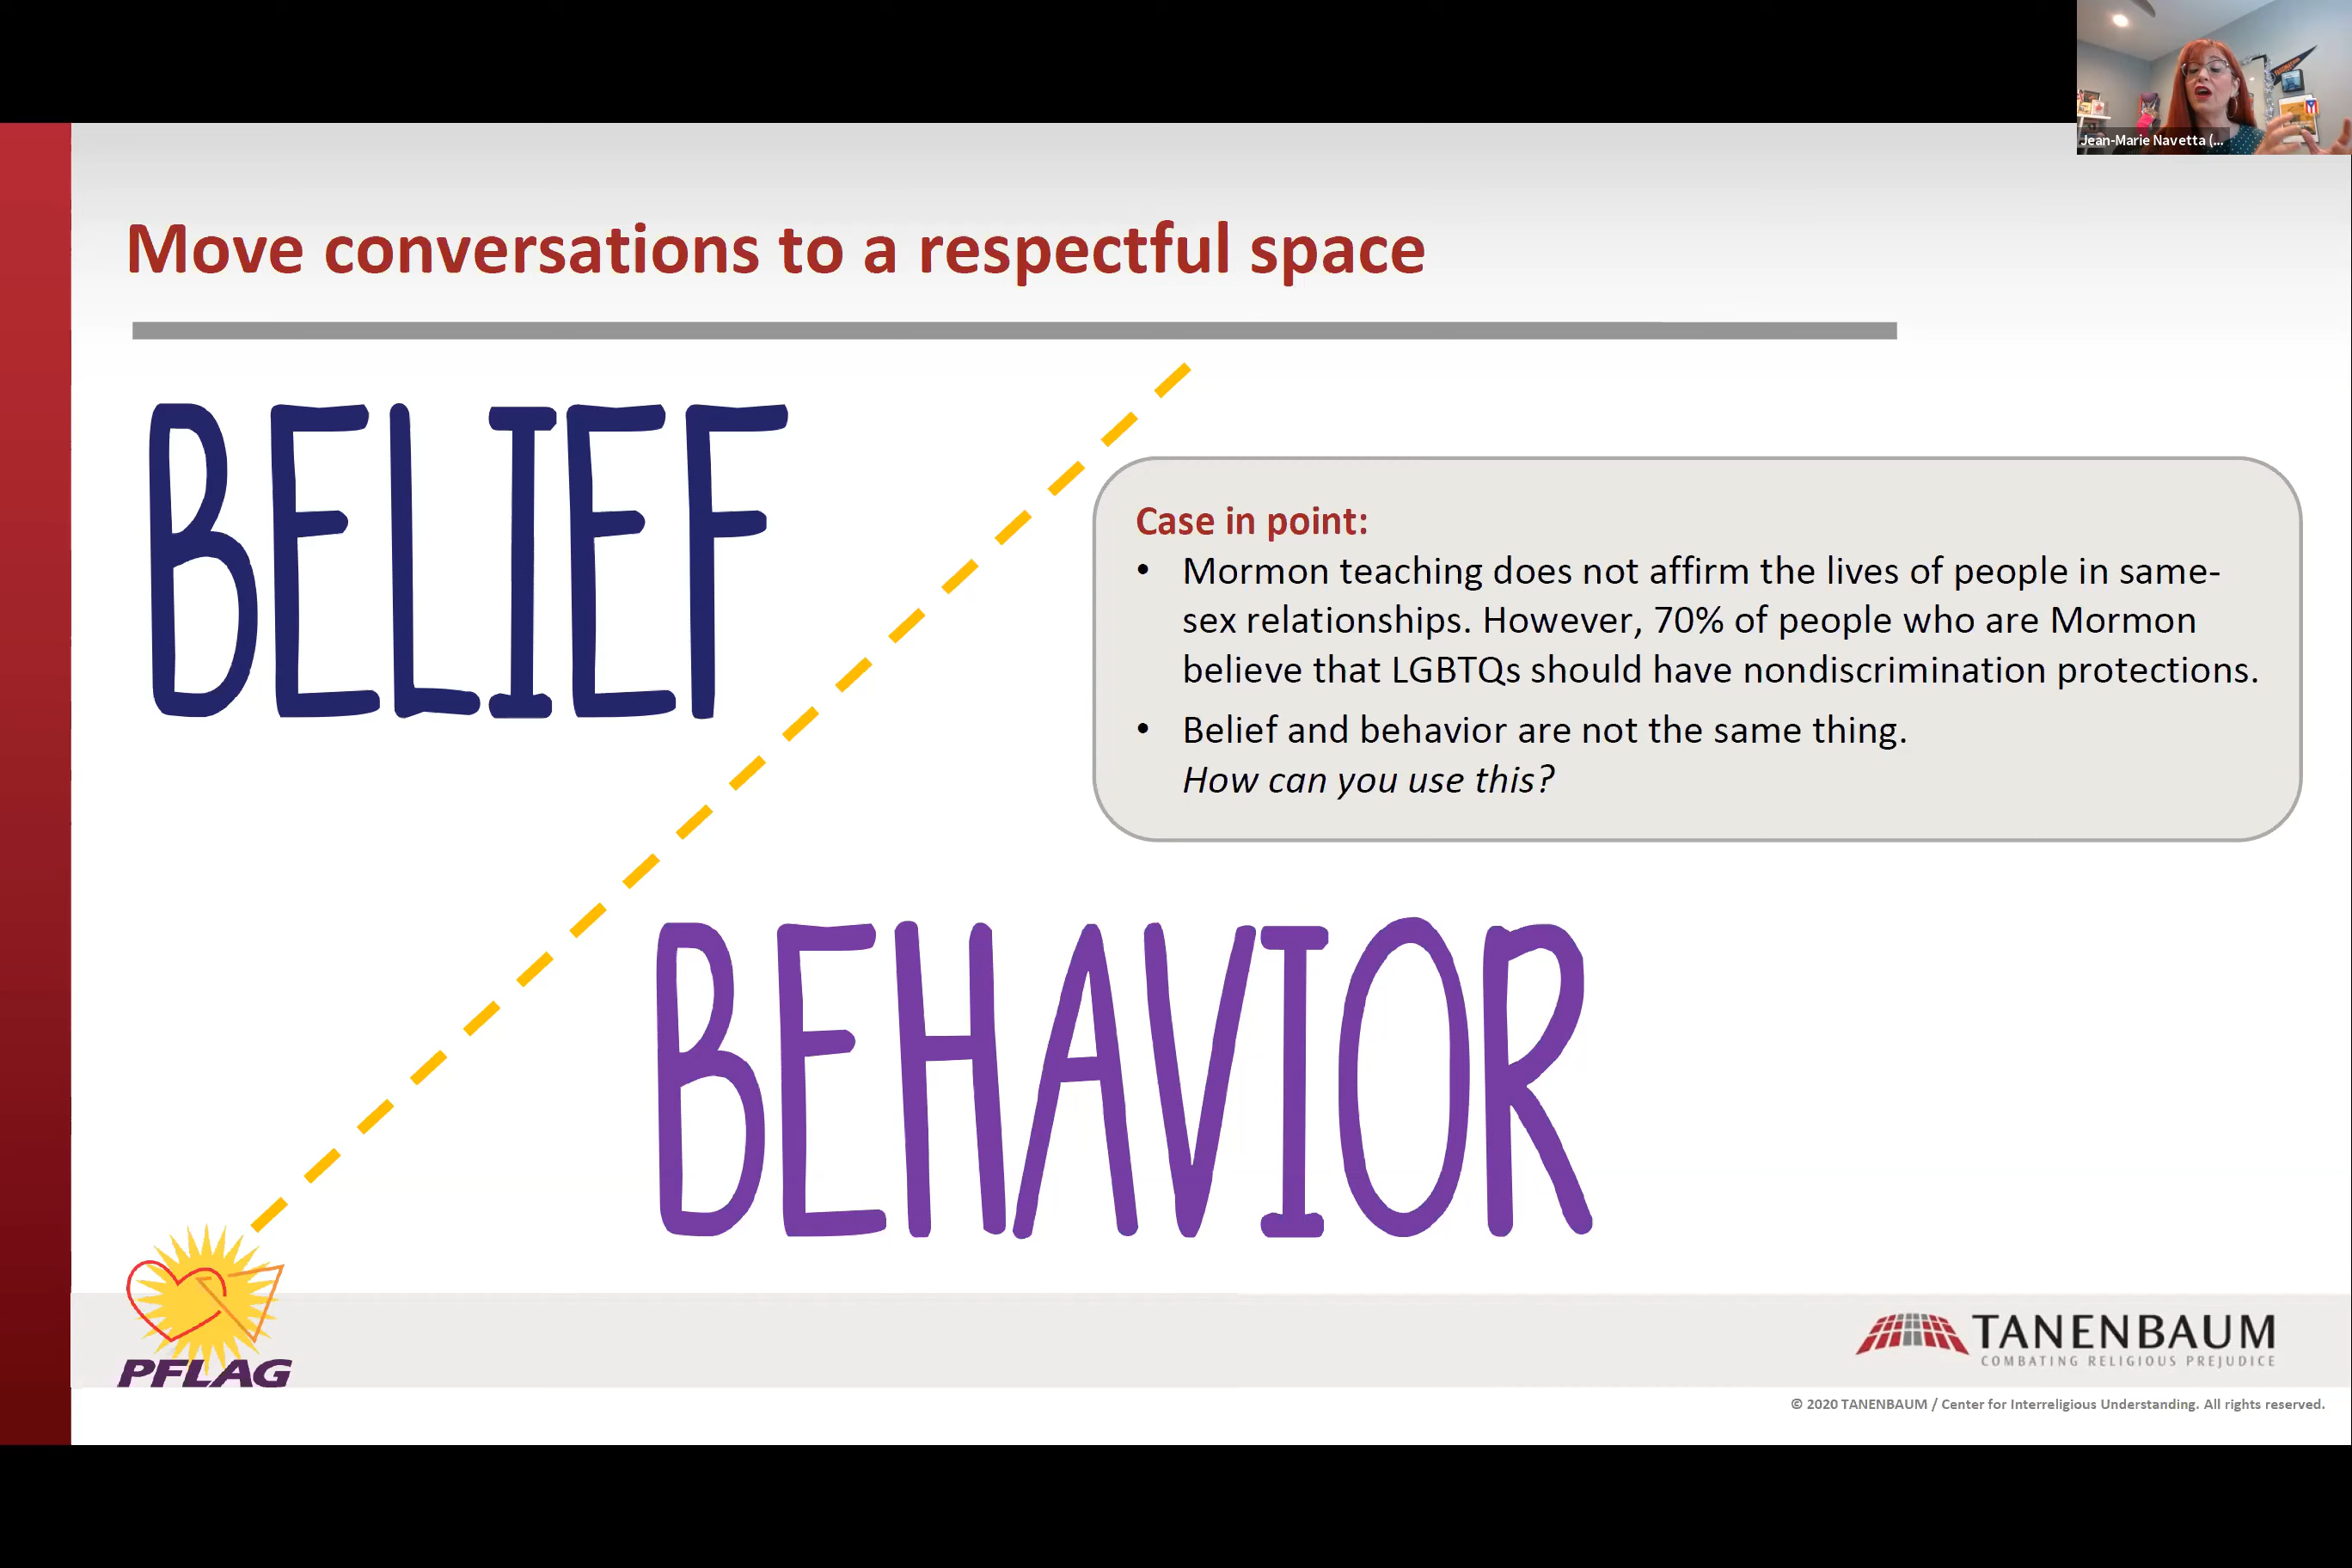 Jean-Marie Navetta (...
Move conversations to a respectful space
BELIEF
Case in point:
• Mormon teaching does not affirm the lives of people in same-
sex relationships. However, 70% of people who are Mormon
believe that LGBTQs should have nondiscrimination protections.
• Belief and behavior are not the same thing.
How can you use this?
BEHAVIOR
PFLAG
TANENBAUM
COMBATING RELIGIOUS PREJUDICE
© 2020 TANENBAUM / Center for Interreligious Understanding. All rights reserved.